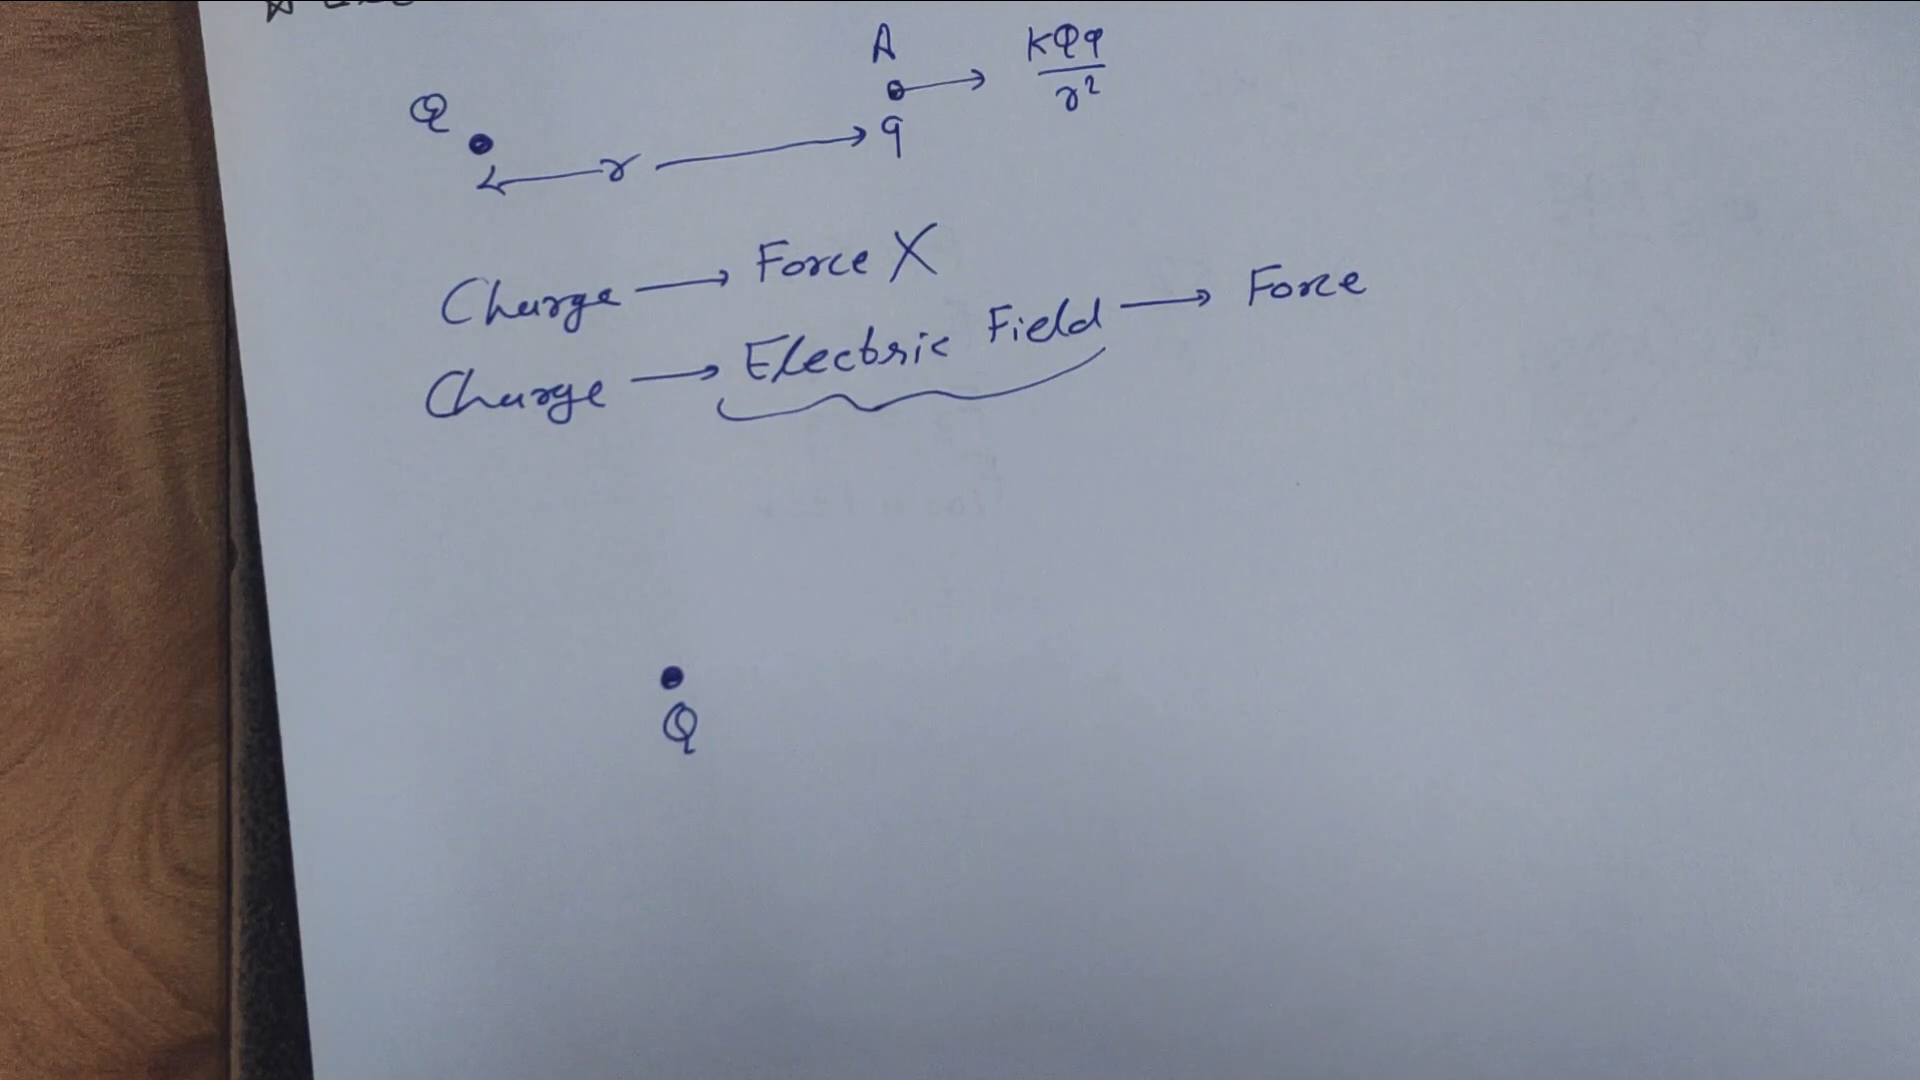 A
KQq
Q
r²
q
r
Charge → Force X
Charge → Electric Field → Force
Q